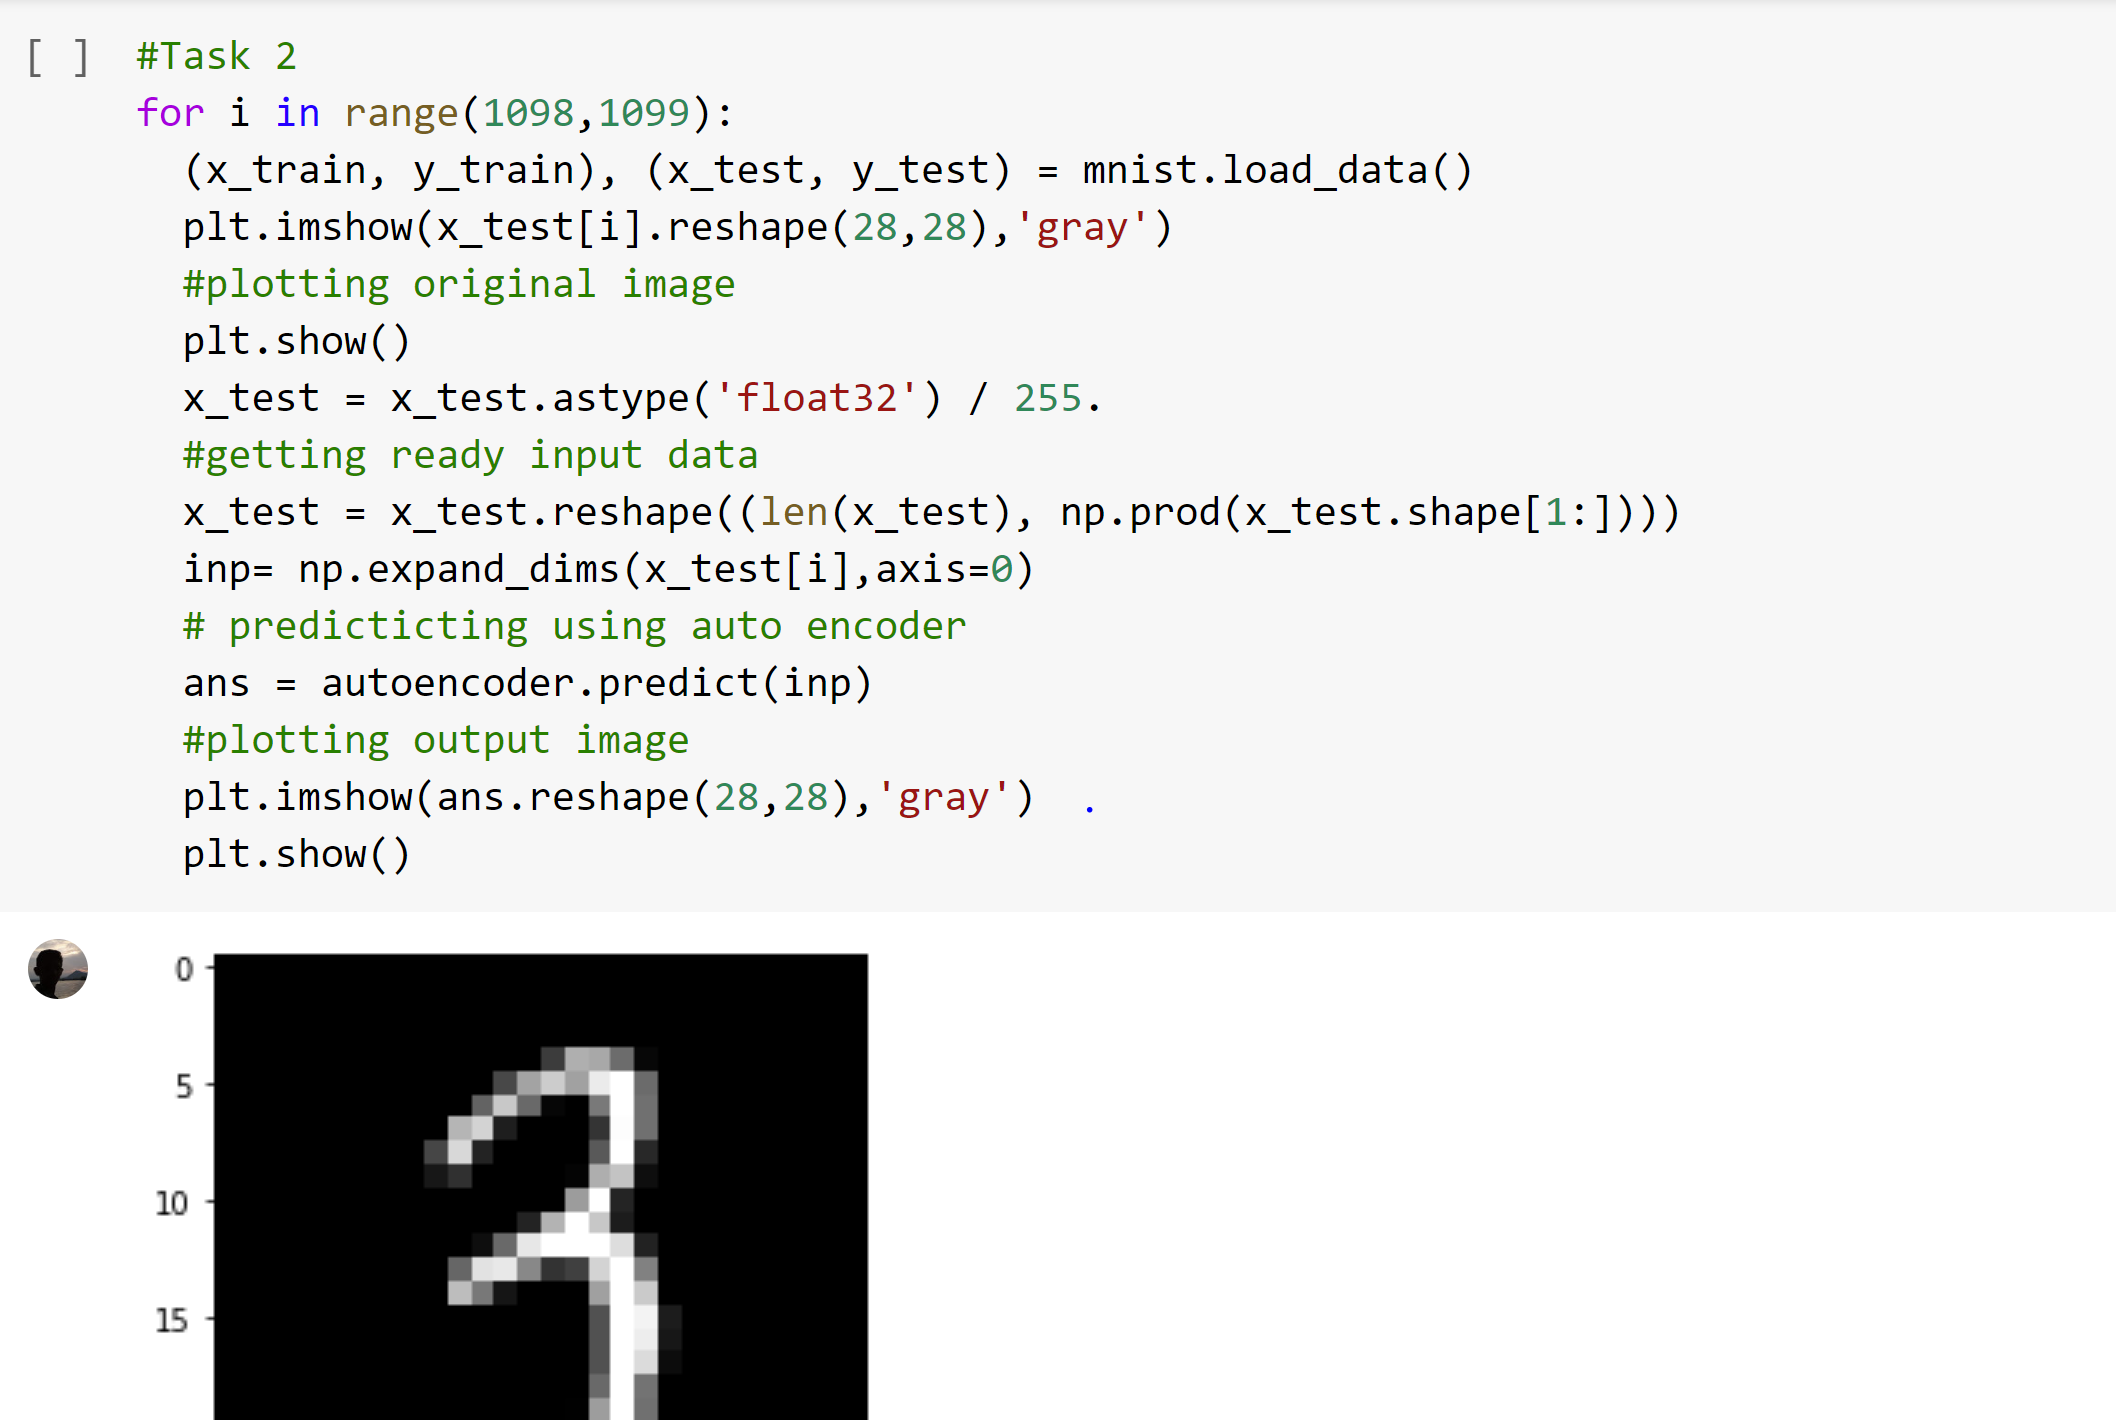 [ ] #Task 2
for i in range(1098,1099):
  (x_train, y_train), (x_test, y_test) = mnist.load_data()
  plt.imshow(x_test[i].reshape(28,28),'gray')
  #plotting original image
  plt.show()
  x_test = x_test.astype('float32') / 255.
  #getting ready input data
  x_test = x_test.reshape((len(x_test), np.prod(x_test.shape[1:])))
  inp= np.expand_dims(x_test[i],axis=0)
  # predicticting using auto encoder
  ans = autoencoder.predict(inp)
  #plotting output image
  plt.imshow(ans.reshape(28,28),'gray')  .
  plt.show()
0
5
10
15